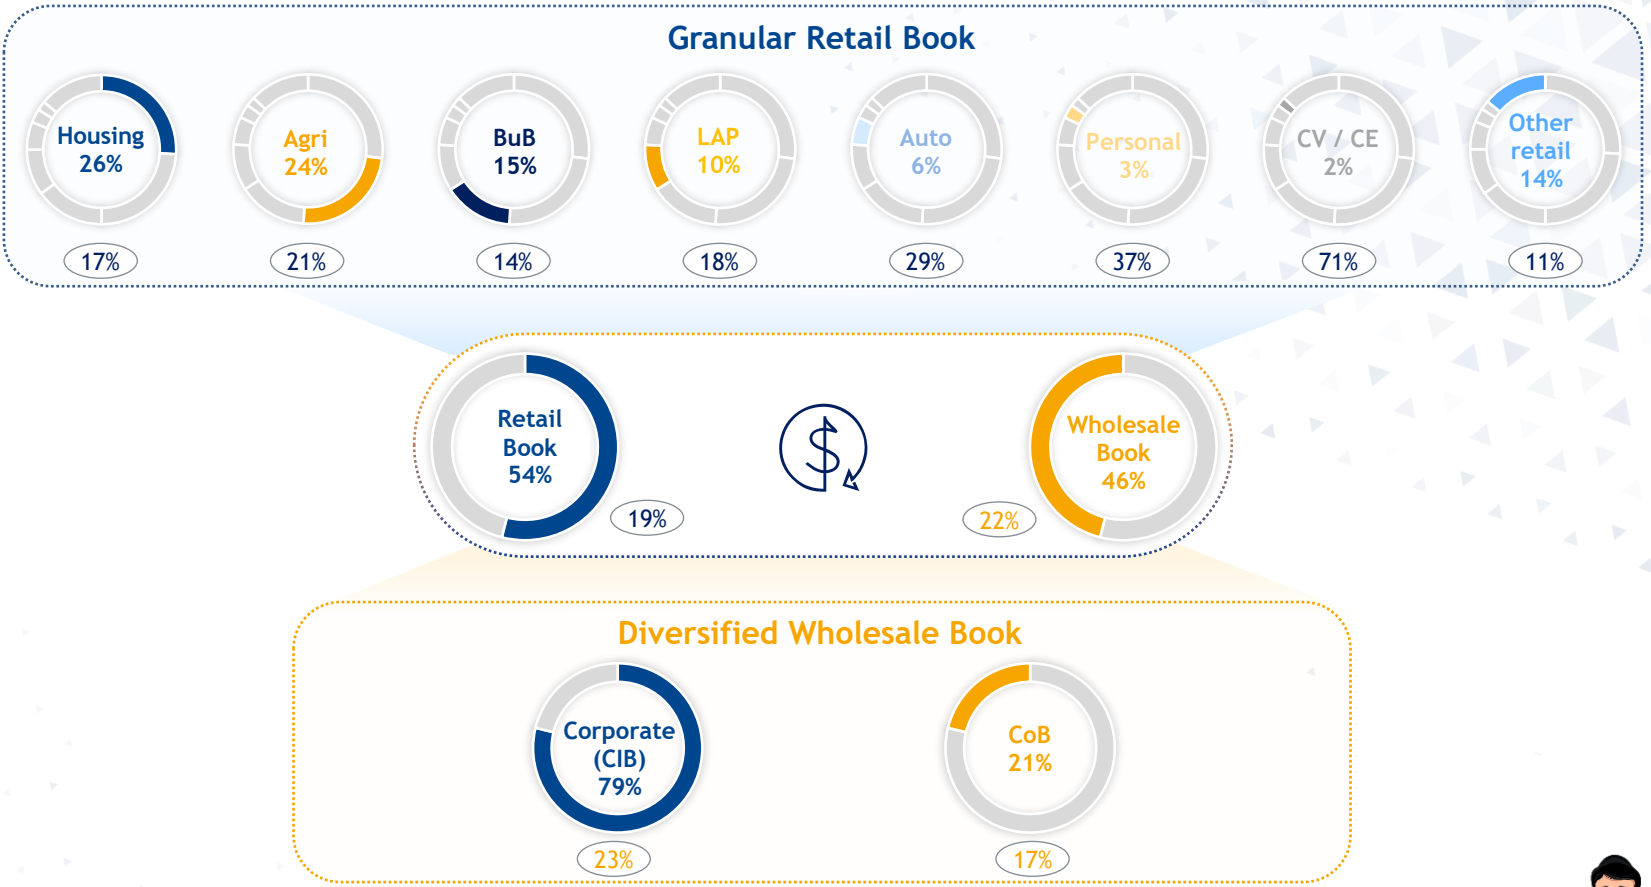 Granular Retail Book
Housing
26%
Agri
24%
BuB
15%
LAP
10%
Auto
6%
Personal
3%
CV / CE
2%
Other
retail
14%
17%
21%
14%
18%
29%
37%
71%
11%
Retail
Book
54%
19%
Wholesale
Book
46%
22%
Diversified Wholesale Book
Corporate
(CIB)
79%
23%
CoB
21%
17%